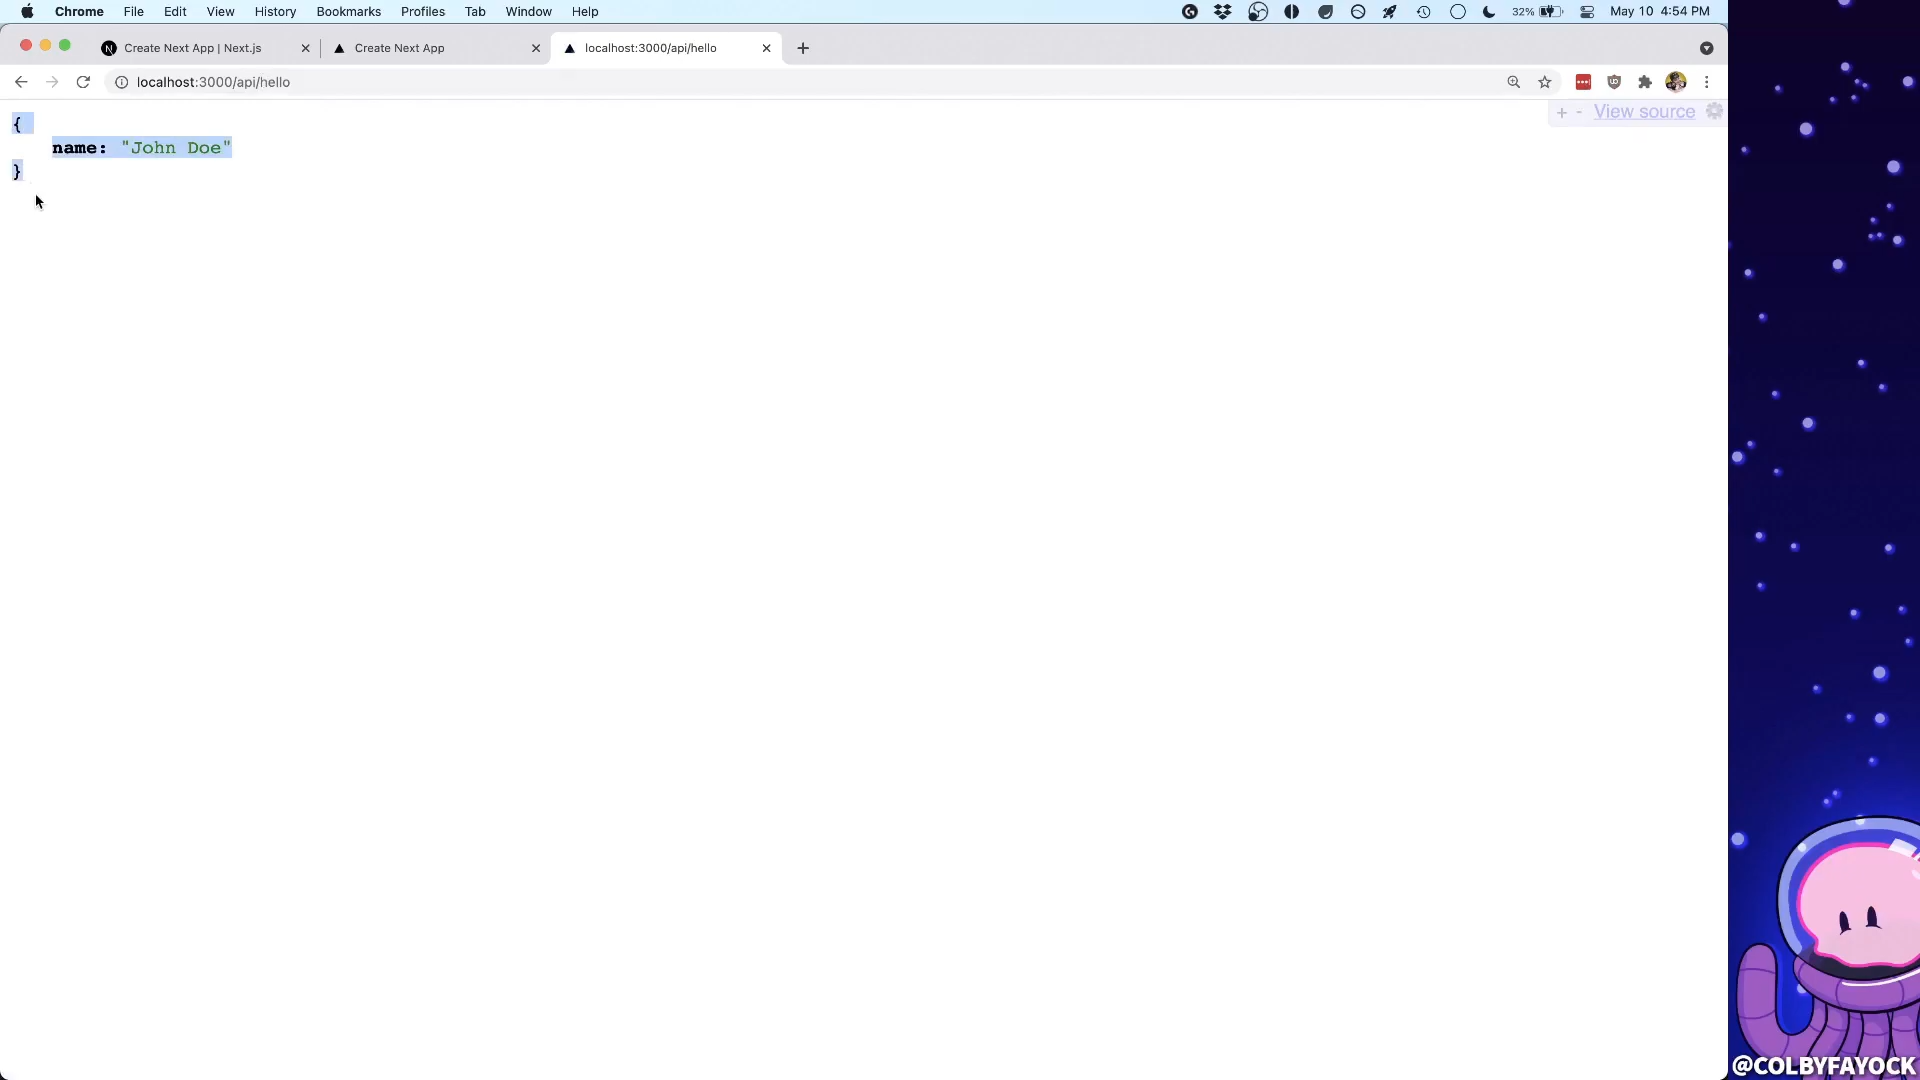 Chrome File Edit View History Bookmarks Profiles Tab Window Help 32% May 10 4:54 PM
Create Next App | Next.js Create Next App localhost:3000/api/hello
localhost:3000/api/hello
+ - View source
{
name: "John Doe"
}
@COLBYFAYOCK